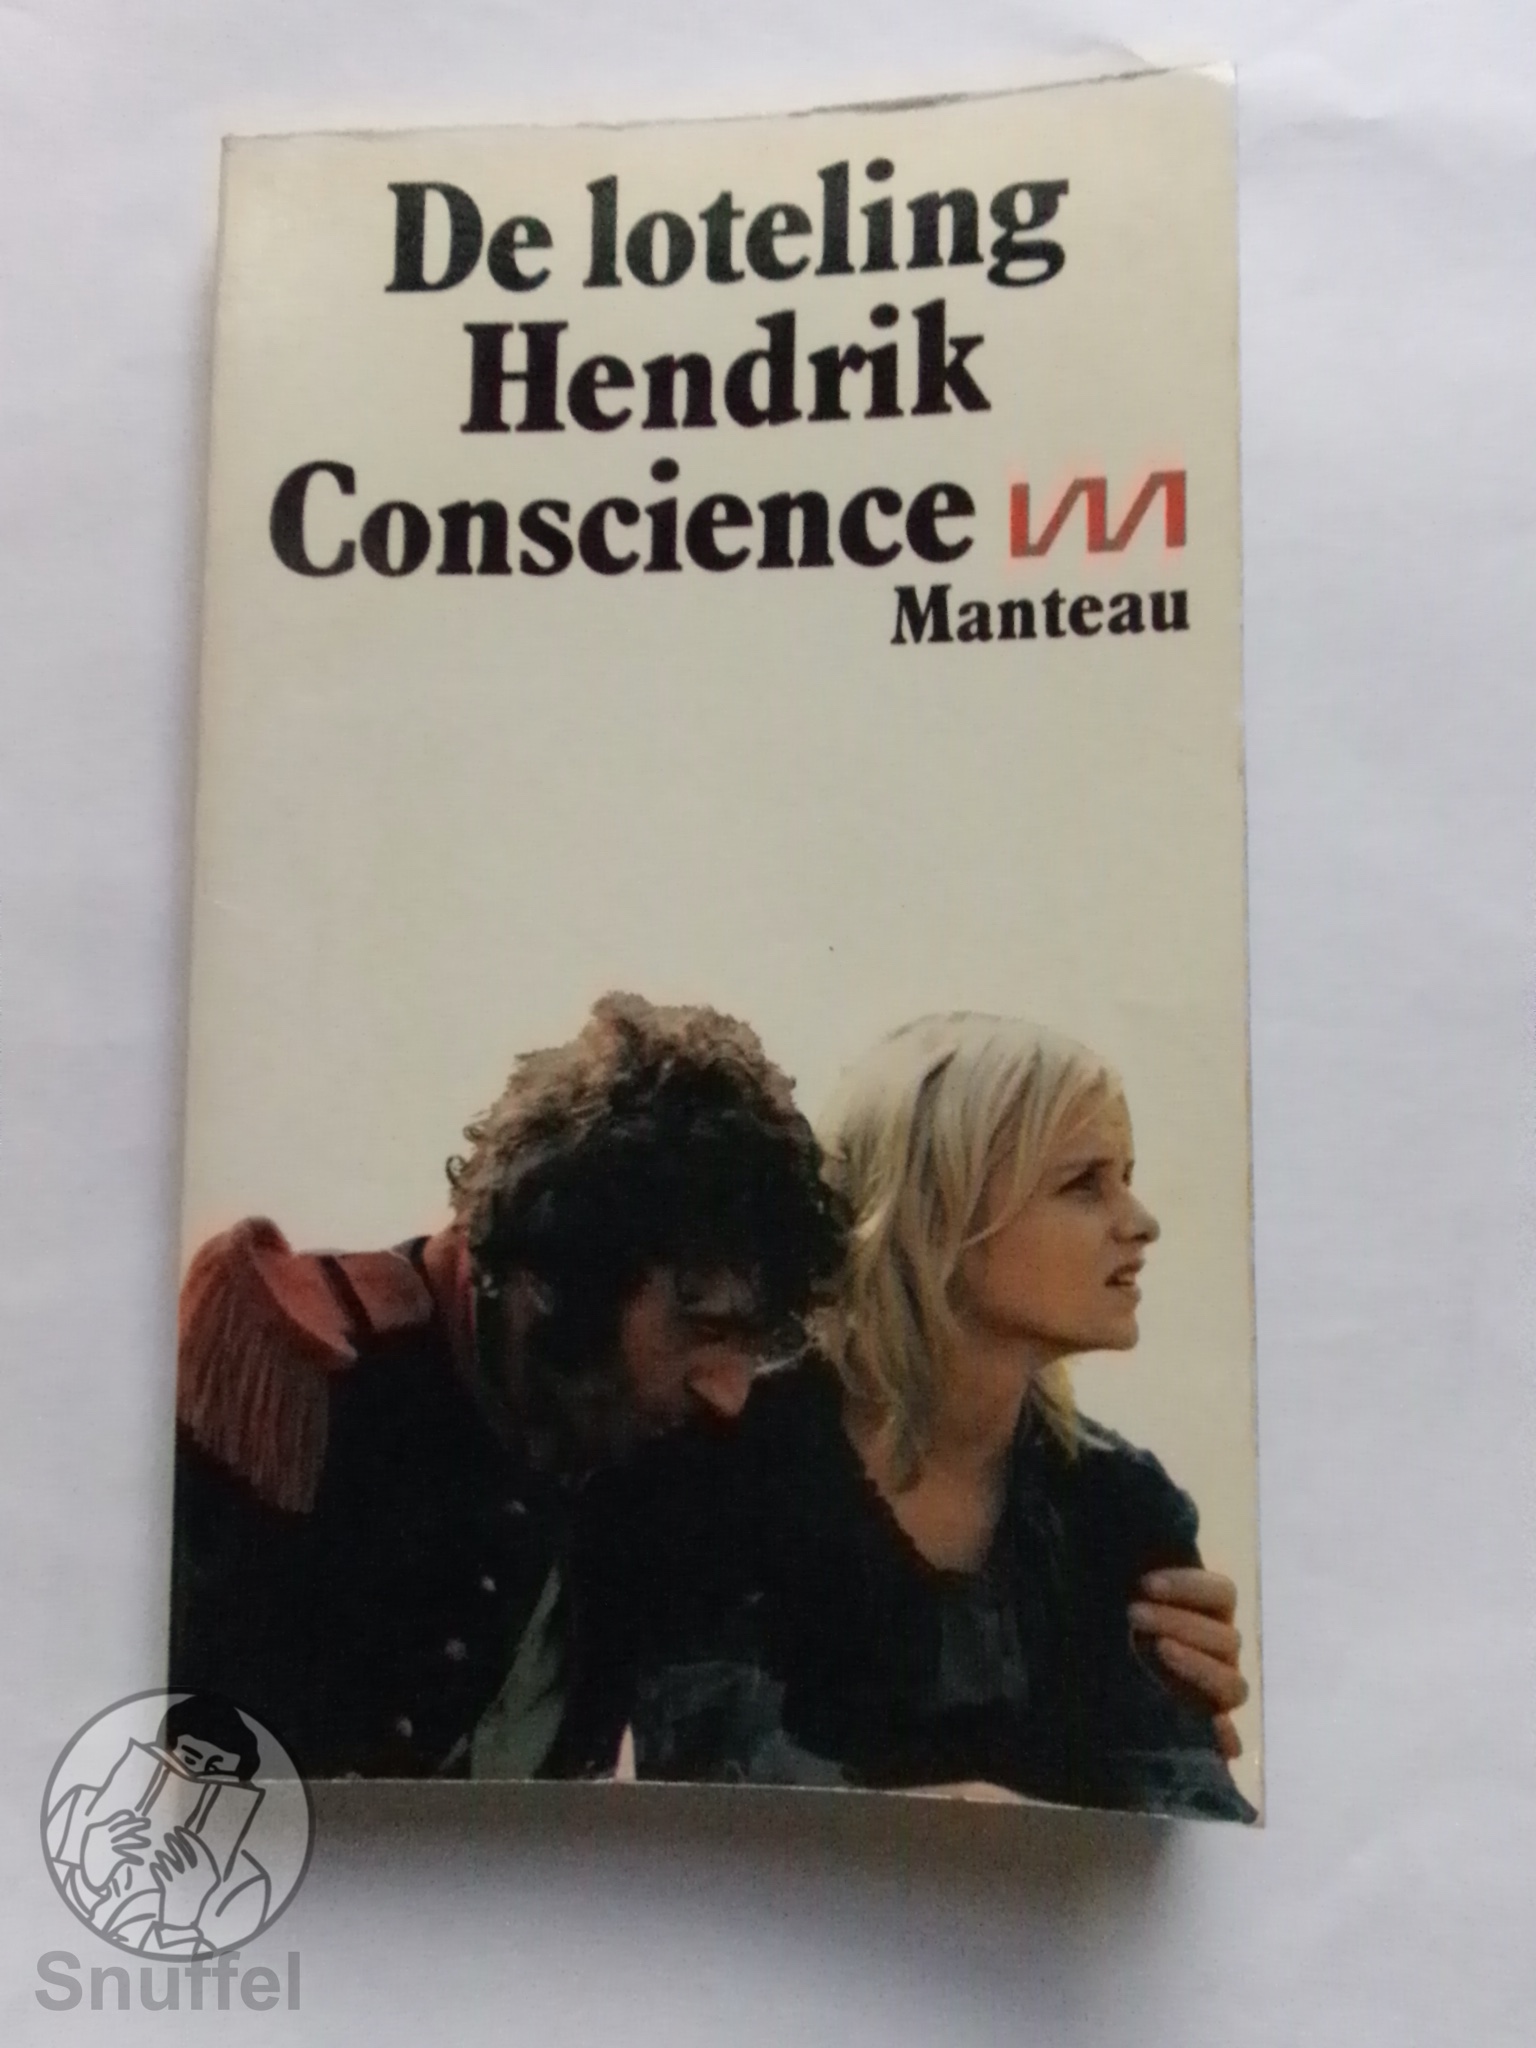 De loteling
Hendrik
Conscience
Manteau
Snuffel